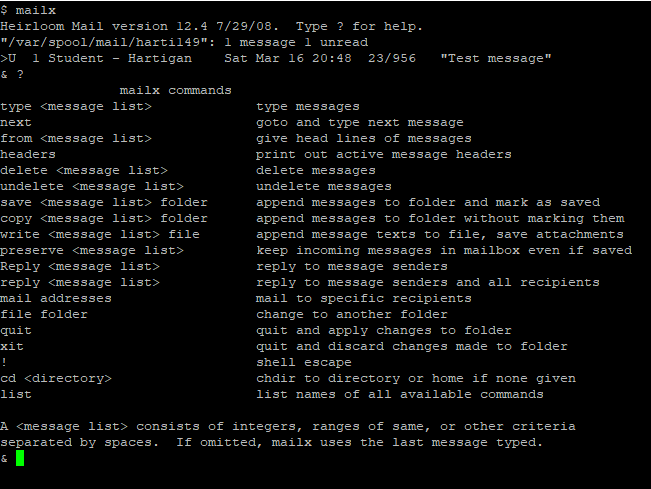 $ mailx
Heirloom Mail version 12.4 7/29/08.  Type ? for help.
"/var/spool/mail/harti149": 1 message 1 unread
>U  1 Student - Hartigan    Sat Mar 16 20:48  23/956   "Test message"
& ?
               mailx commands
type <message list>             type messages
next                            goto and type next message
from <message list>             give head lines of messages
headers                         print out active message headers
delete <message list>           delete messages
undelete <message list>         undelete messages
save <message list> folder      append messages to folder and mark as saved
copy <message list> folder      append messages to folder without marking them
write <message list> file       append message texts to file, save attachments
preserve <message list>         keep incoming messages in mailbox even if saved
Reply <message list>            reply to message senders
reply <message list>            reply to message senders and all recipients
mail addresses                  mail to specific recipients
file folder                     change to another folder
quit                            quit and apply changes to folder
xit                             quit and discard changes made to folder
!                               shell escape
cd <directory>                  chdir to directory or home if none given
list                            list names of all available commands

A <message list> consists of integers, ranges of same, or other criteria
separated by spaces.  If omitted, mailx uses the last message typed.
&